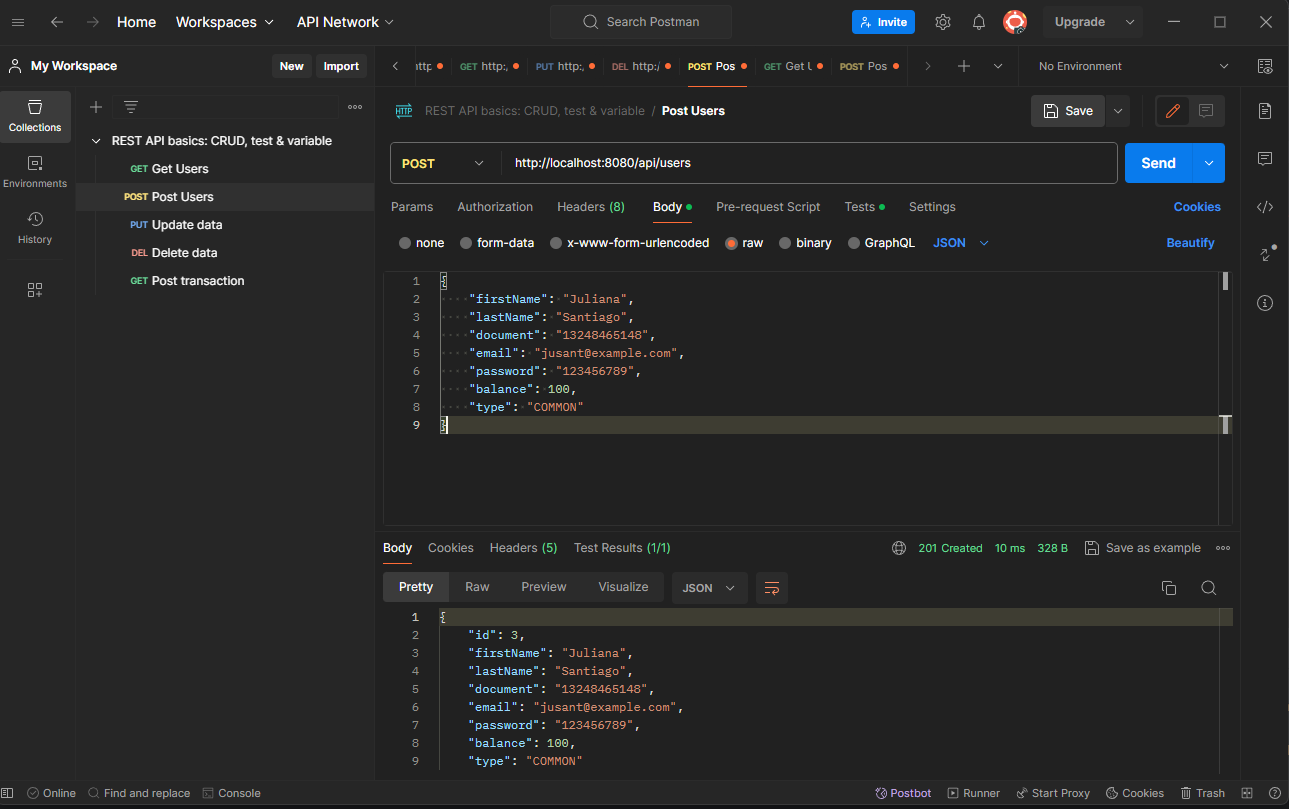 Home Workspaces API Network Search Postman Invite Upgrade
My Workspace New Import
GET http:, PUT http:, DEL http:/ POST Pos GET Get POST Pos No Environment
Collections
Environments
History
REST API basics: CRUD, test & variable
GET Get Users
POST Post Users
PUT Update data
DEL Delete data
GET Post transaction
HTTP REST API basics: CRUD, test & variable / Post Users Save
POST http://localhost:8080/api/users Send
Params Authorization Headers (8) Body Pre-request Script Tests Settings Cookies
none form-data x-www-form-urlencoded raw binary GraphQL JSON Beautify
1 {
2 "firstName": "Juliana",
3 "lastName": "Santiago",
4 "document": "13248465148",
5 "email": "jusant@example.com",
6 "password": "123456789",
7 "balance": 100,
8 "type": "COMMON"
9 }
Body Cookies Headers (5) Test Results (1/1) 201 Created 10 ms 328 B Save as example
Pretty Raw Preview Visualize JSON
1 {
2 "id": 3,
3 "firstName": "Juliana",
4 "lastName": "Santiago",
5 "document": "13248465148",
6 "email": "jusant@example.com",
7 "password": "123456789",
8 "balance": 100,
9 "type": "COMMON"
Online Find and replace Console Postbot Runner Start Proxy Cookies Trash